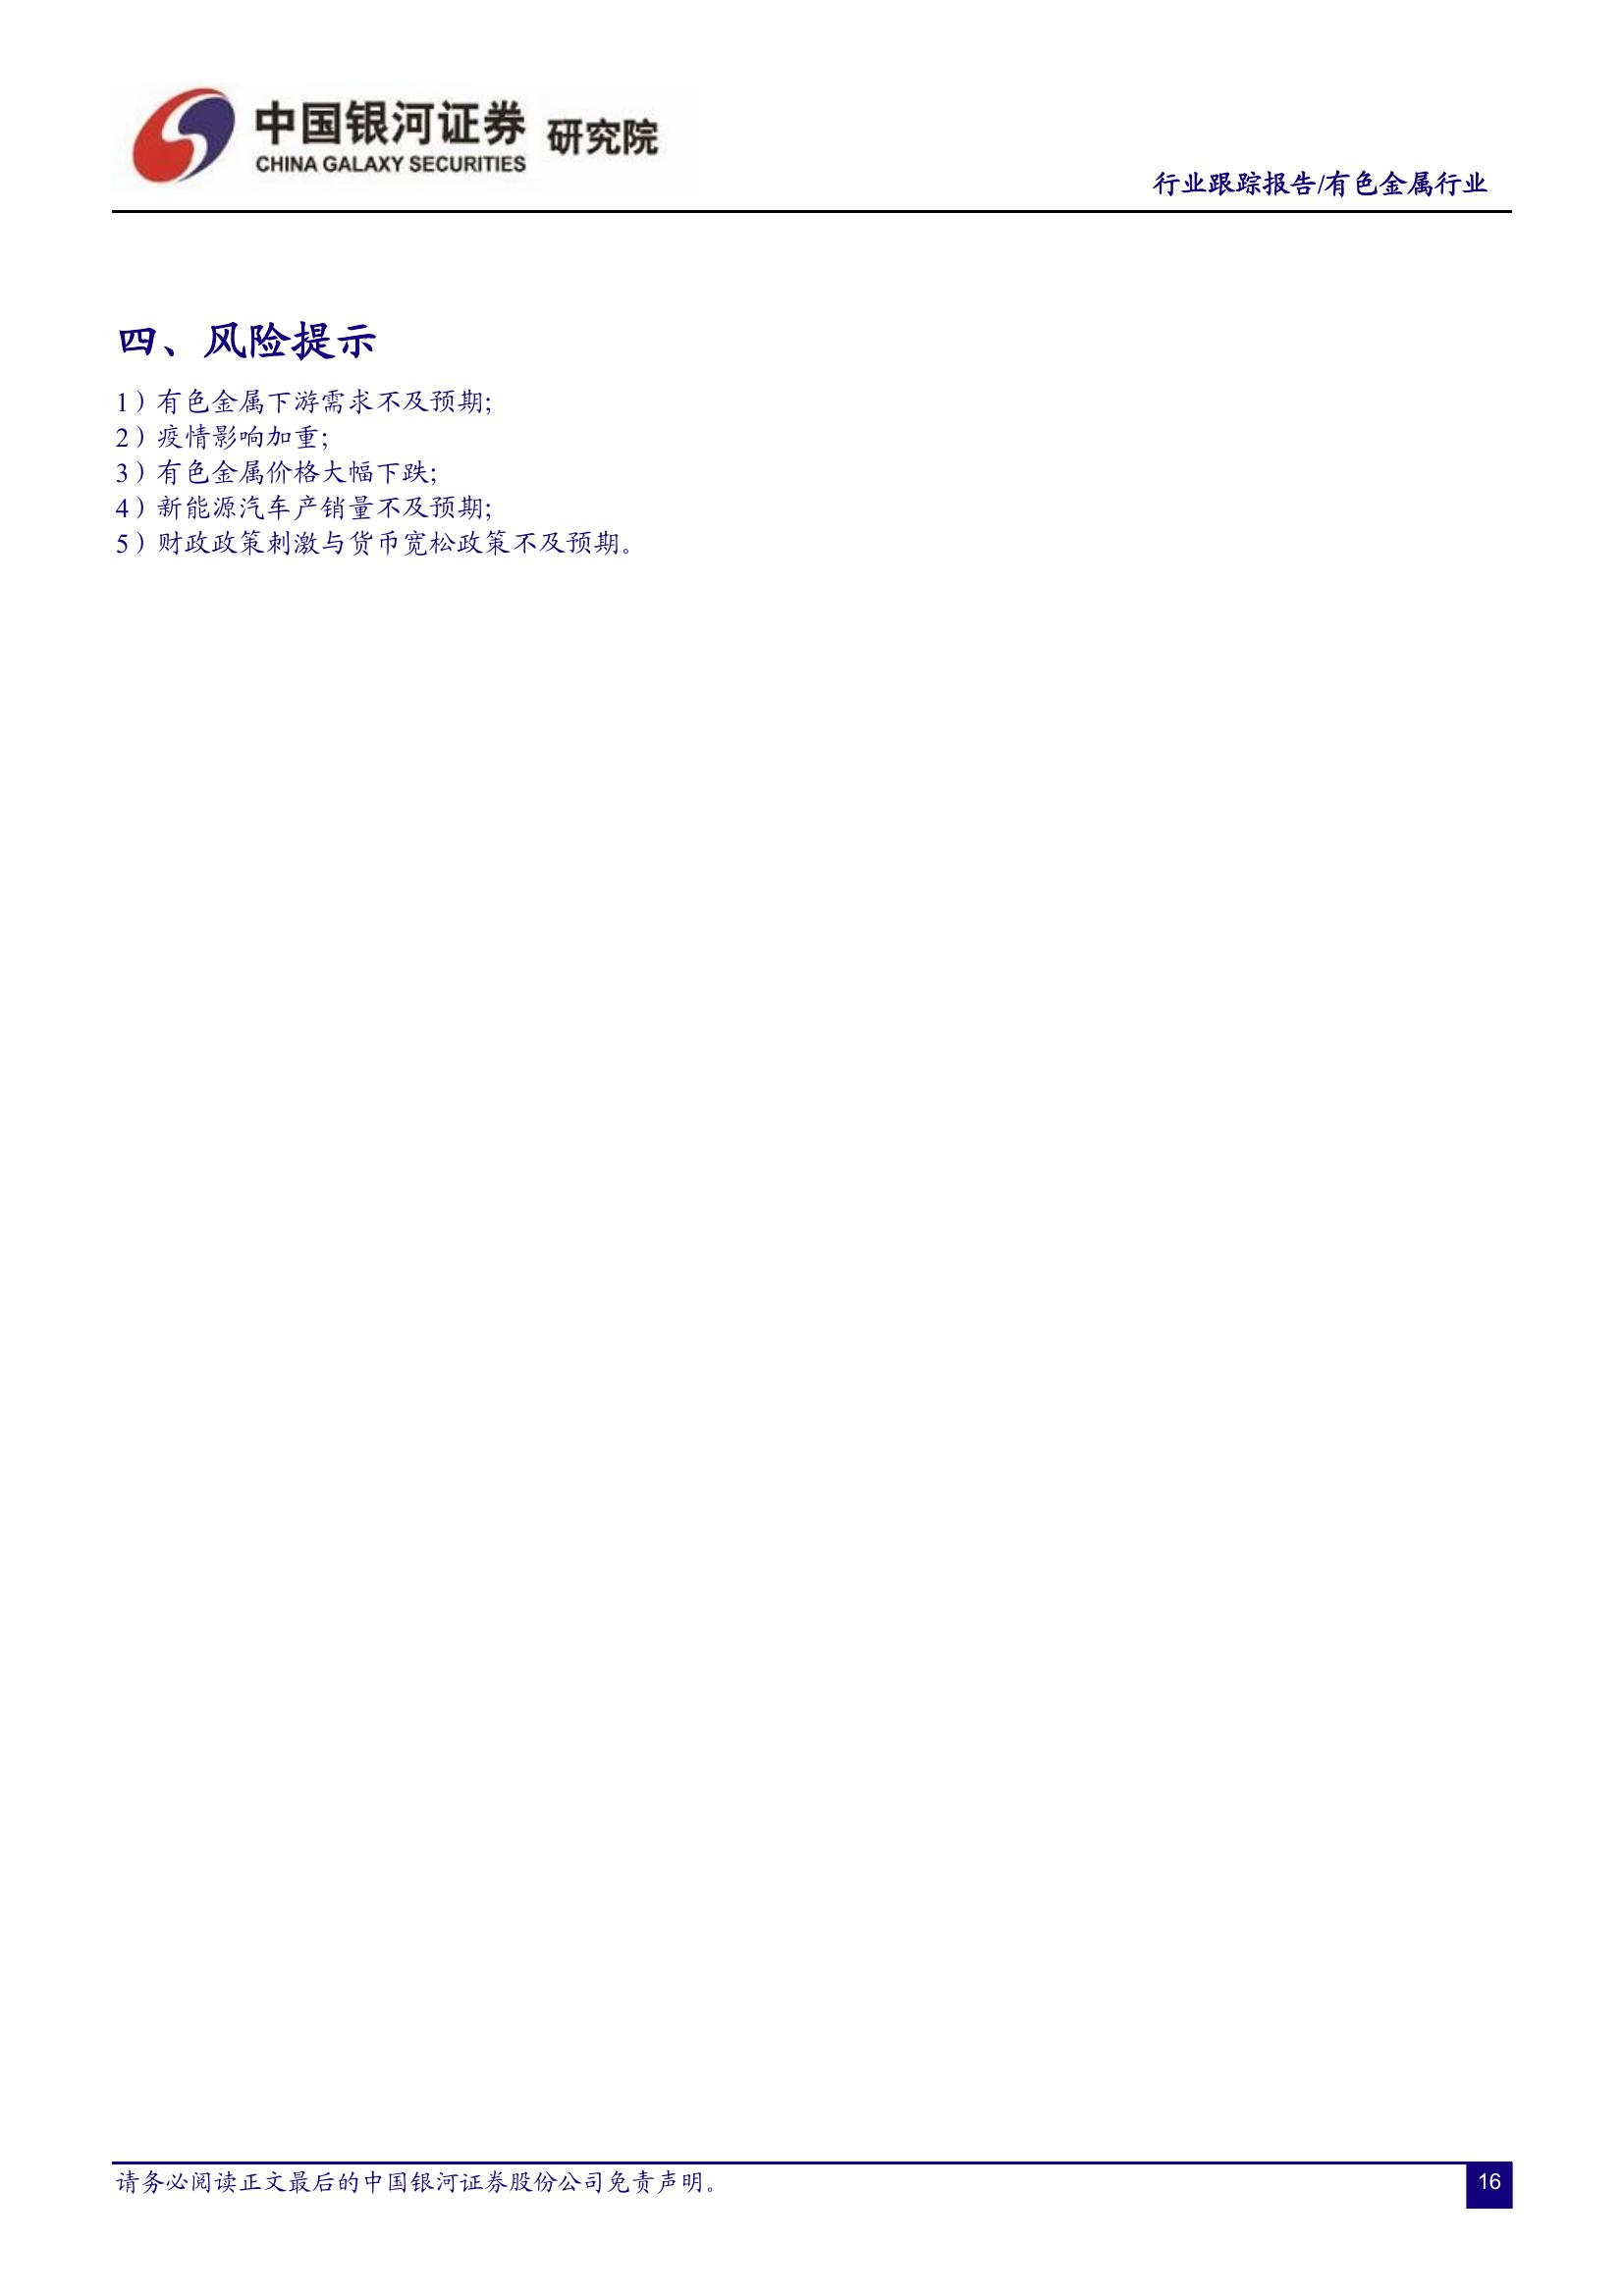 中国银河证券 研究院
CHINA GALAXY SECURITIES
行业跟踪报告/有色金属行业
四、风险提示
1）有色金属下游需求不及预期;
2）疫情影响加重;
3）有色金属价格大幅下跌;
4）新能源汽车产销量不及预期;
5）财政政策刺激与货币宽松政策不及预期。
请务必阅读正文最后的中国银河证券股份公司免责声明。
16